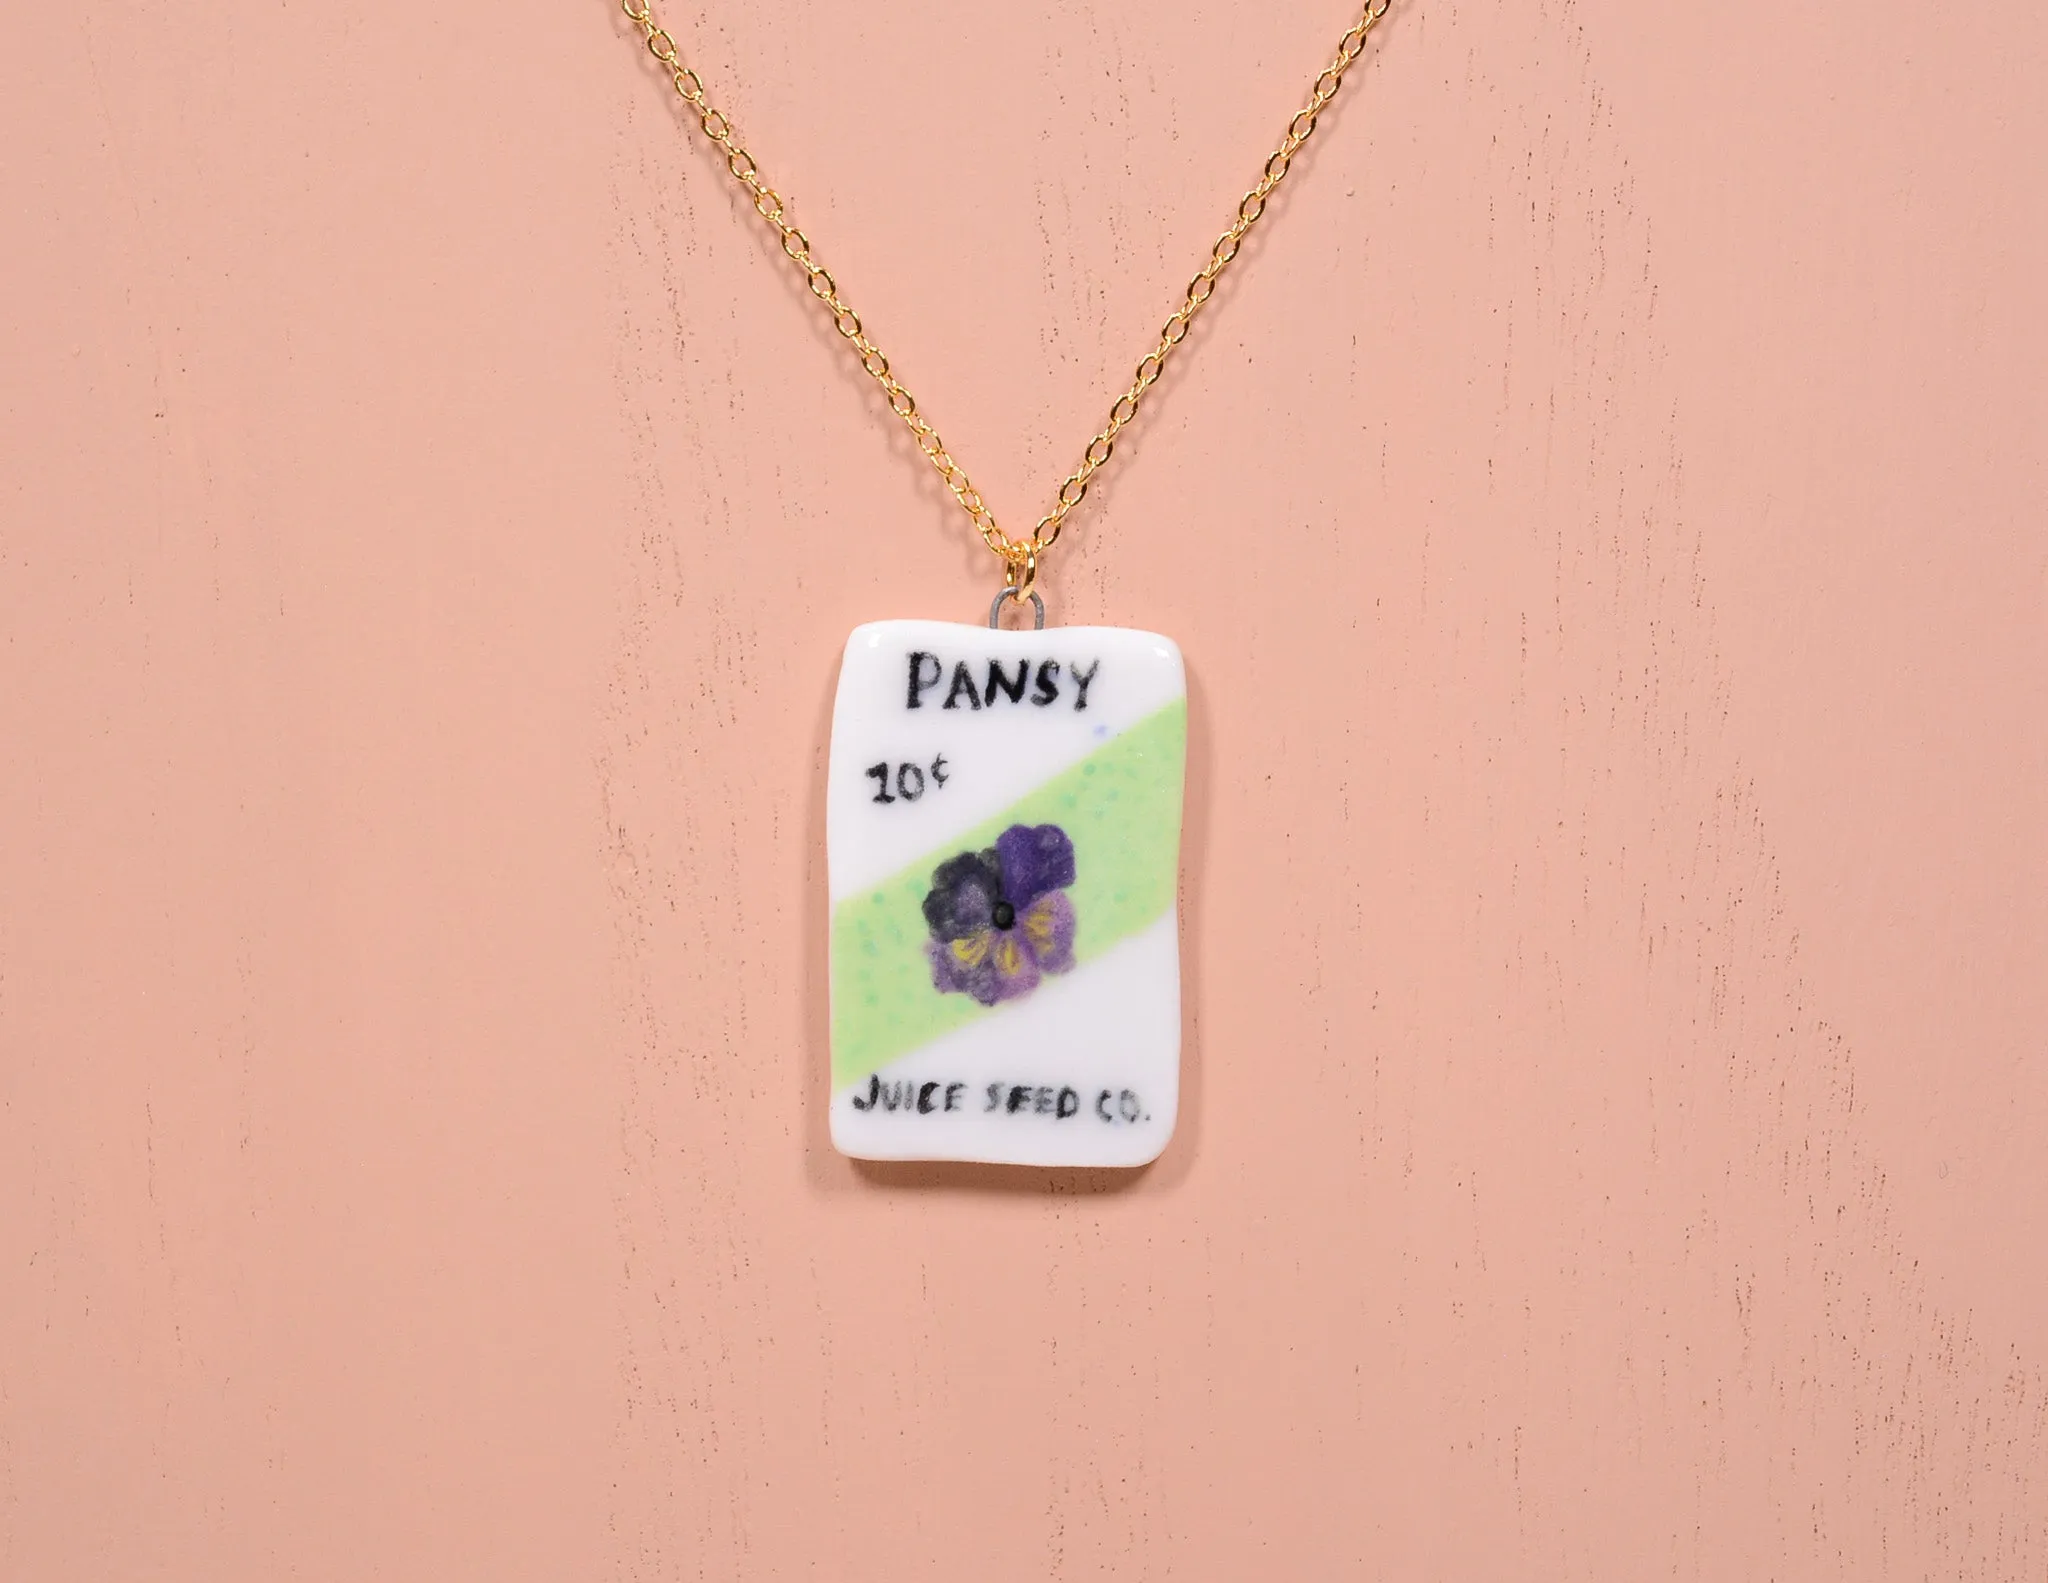 PANSY
10¢
JUICE SEED CO.